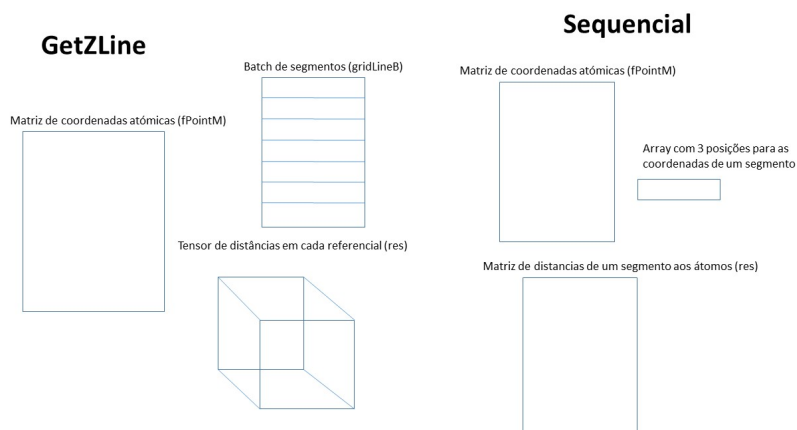 GetZLine
Batch de segmentos (gridLineB)
Matriz de coordenadas atómicas (fPointM)
Tensor de distâncias em cada referencial (res)
Sequencial
Matriz de coordenadas atómicas (fPointM)
Array com 3 posições para as
coordenadas de um segmento
Matriz de distancias de um segmento aos átomos (res)